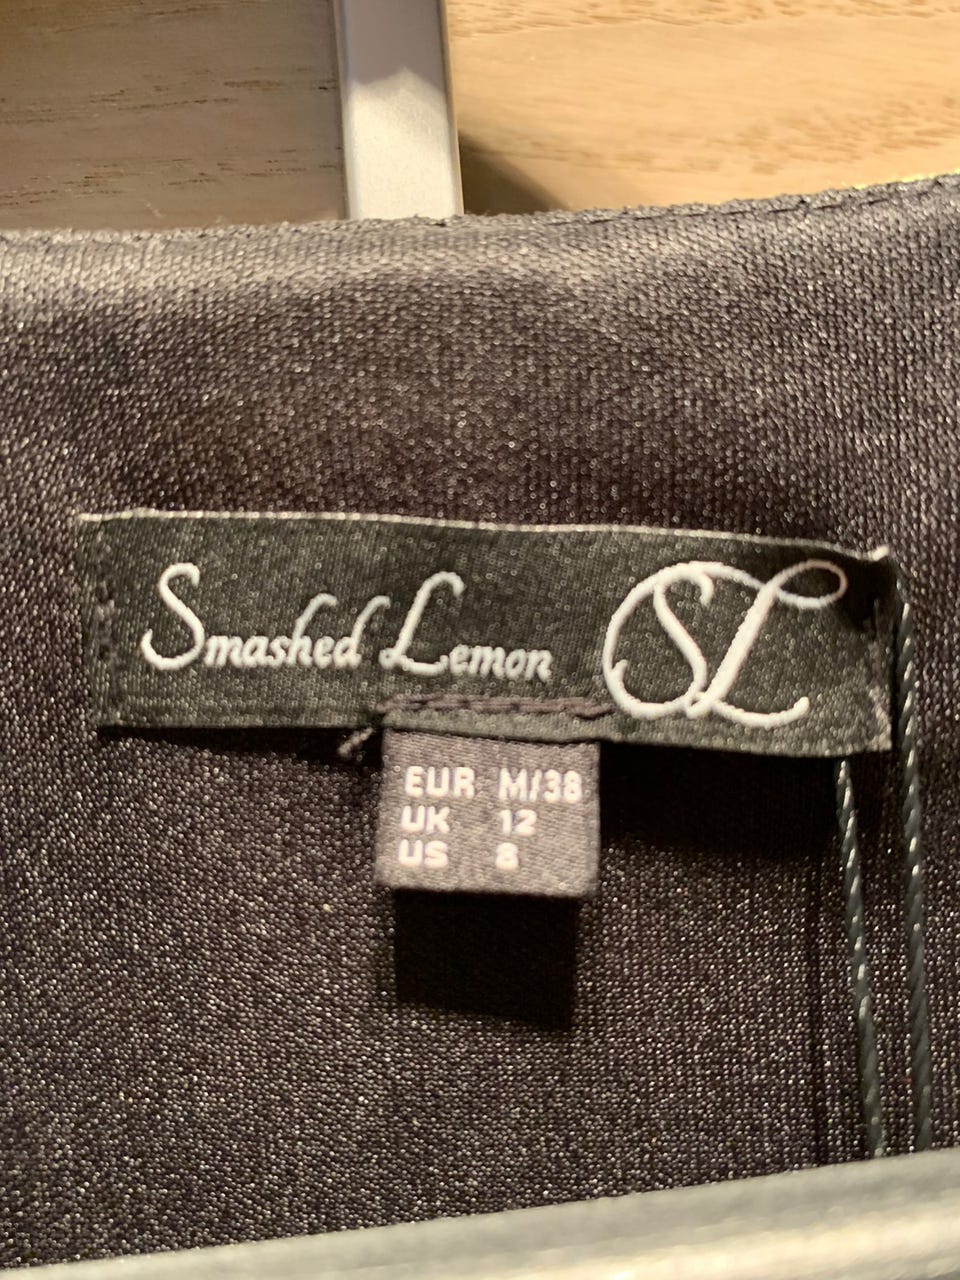 Smashed Lemon SL
EUR M/38
UK 12
US 8